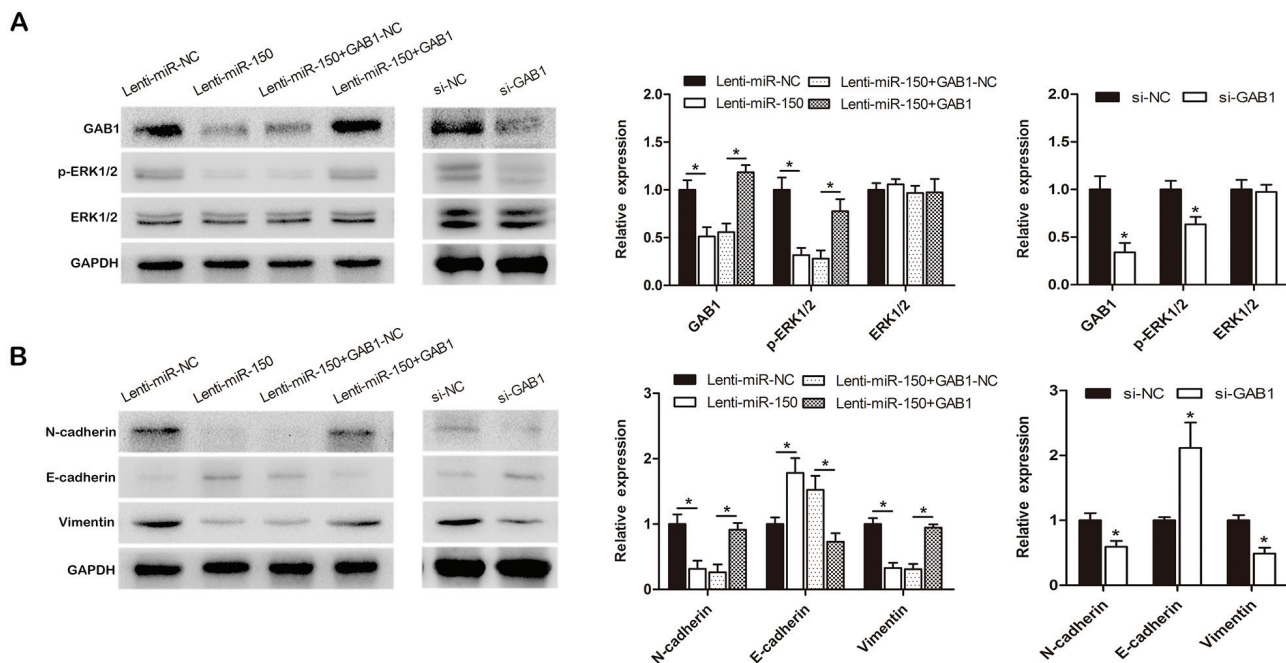 A
Lenti-miR-NC
Lenti-miR-150
Lenti-miR-150+GAB1-NC
Lenti-miR-150+GAB1
si-NC
si-GAB1
GAB1
p-ERK1/2
ERK1/2
GAPDH
Lenti-miR-NC
Lenti-miR-150+GAB1-NC
Lenti-miR-150
Lenti-miR-150+GAB1
Relative expression
2.0
1.5
1.0
0.5
0.0
*
*
*
*
GAB1
p-ERK1/2
ERK1/2
si-NC
si-GAB1
Relative expression
2.0
1.5
1.0
0.5
0.0
*
*
GAB1
p-ERK1/2
ERK1/2
B
Lenti-miR-NC
Lenti-miR-150
Lenti-miR-150+GAB1-NC
Lenti-miR-150+GAB1
si-NC
si-GAB1
N-cadherin
E-cadherin
Vimentin
GAPDH
Lenti-miR-NC
Lenti-miR-150+GAB1-NC
Lenti-miR-150
Lenti-miR-150+GAB1
Relative expression
3
2
1
0
*
*
*
*
*
*
N-cadherin
E-cadherin
Vimentin
si-NC
si-GAB1
Relative expression
3
2
1
0
*
*
*
N-cadherin
E-cadherin
Vimentin